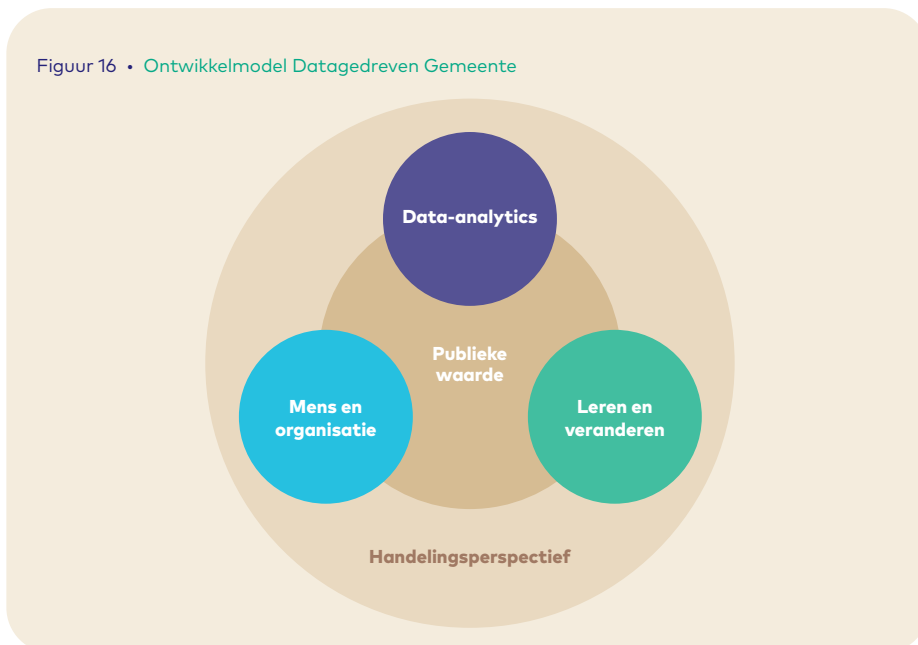 Figuur 16 • Ontwikkelmodel Datagedreven Gemeente
Data-analytics
Publieke
waarde
Mens en
organisatie
Leren en
veranderen
Handelingsperspectief